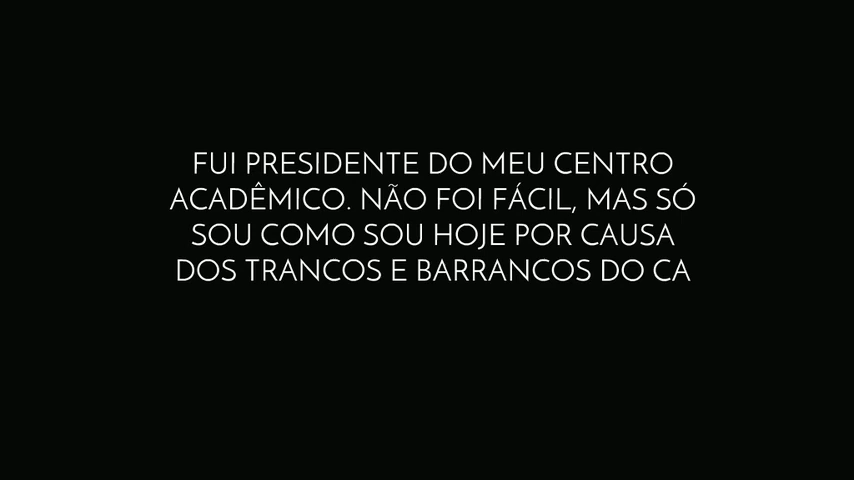 FUI PRESIDENTE DO MEU CENTRO
ACADÊMICO. NÃO FOI FÁCIL, MAS SÓ
SOU COMO SOU HOJE POR CAUSA
DOS TRANCOS E BARRANCOS DO CA